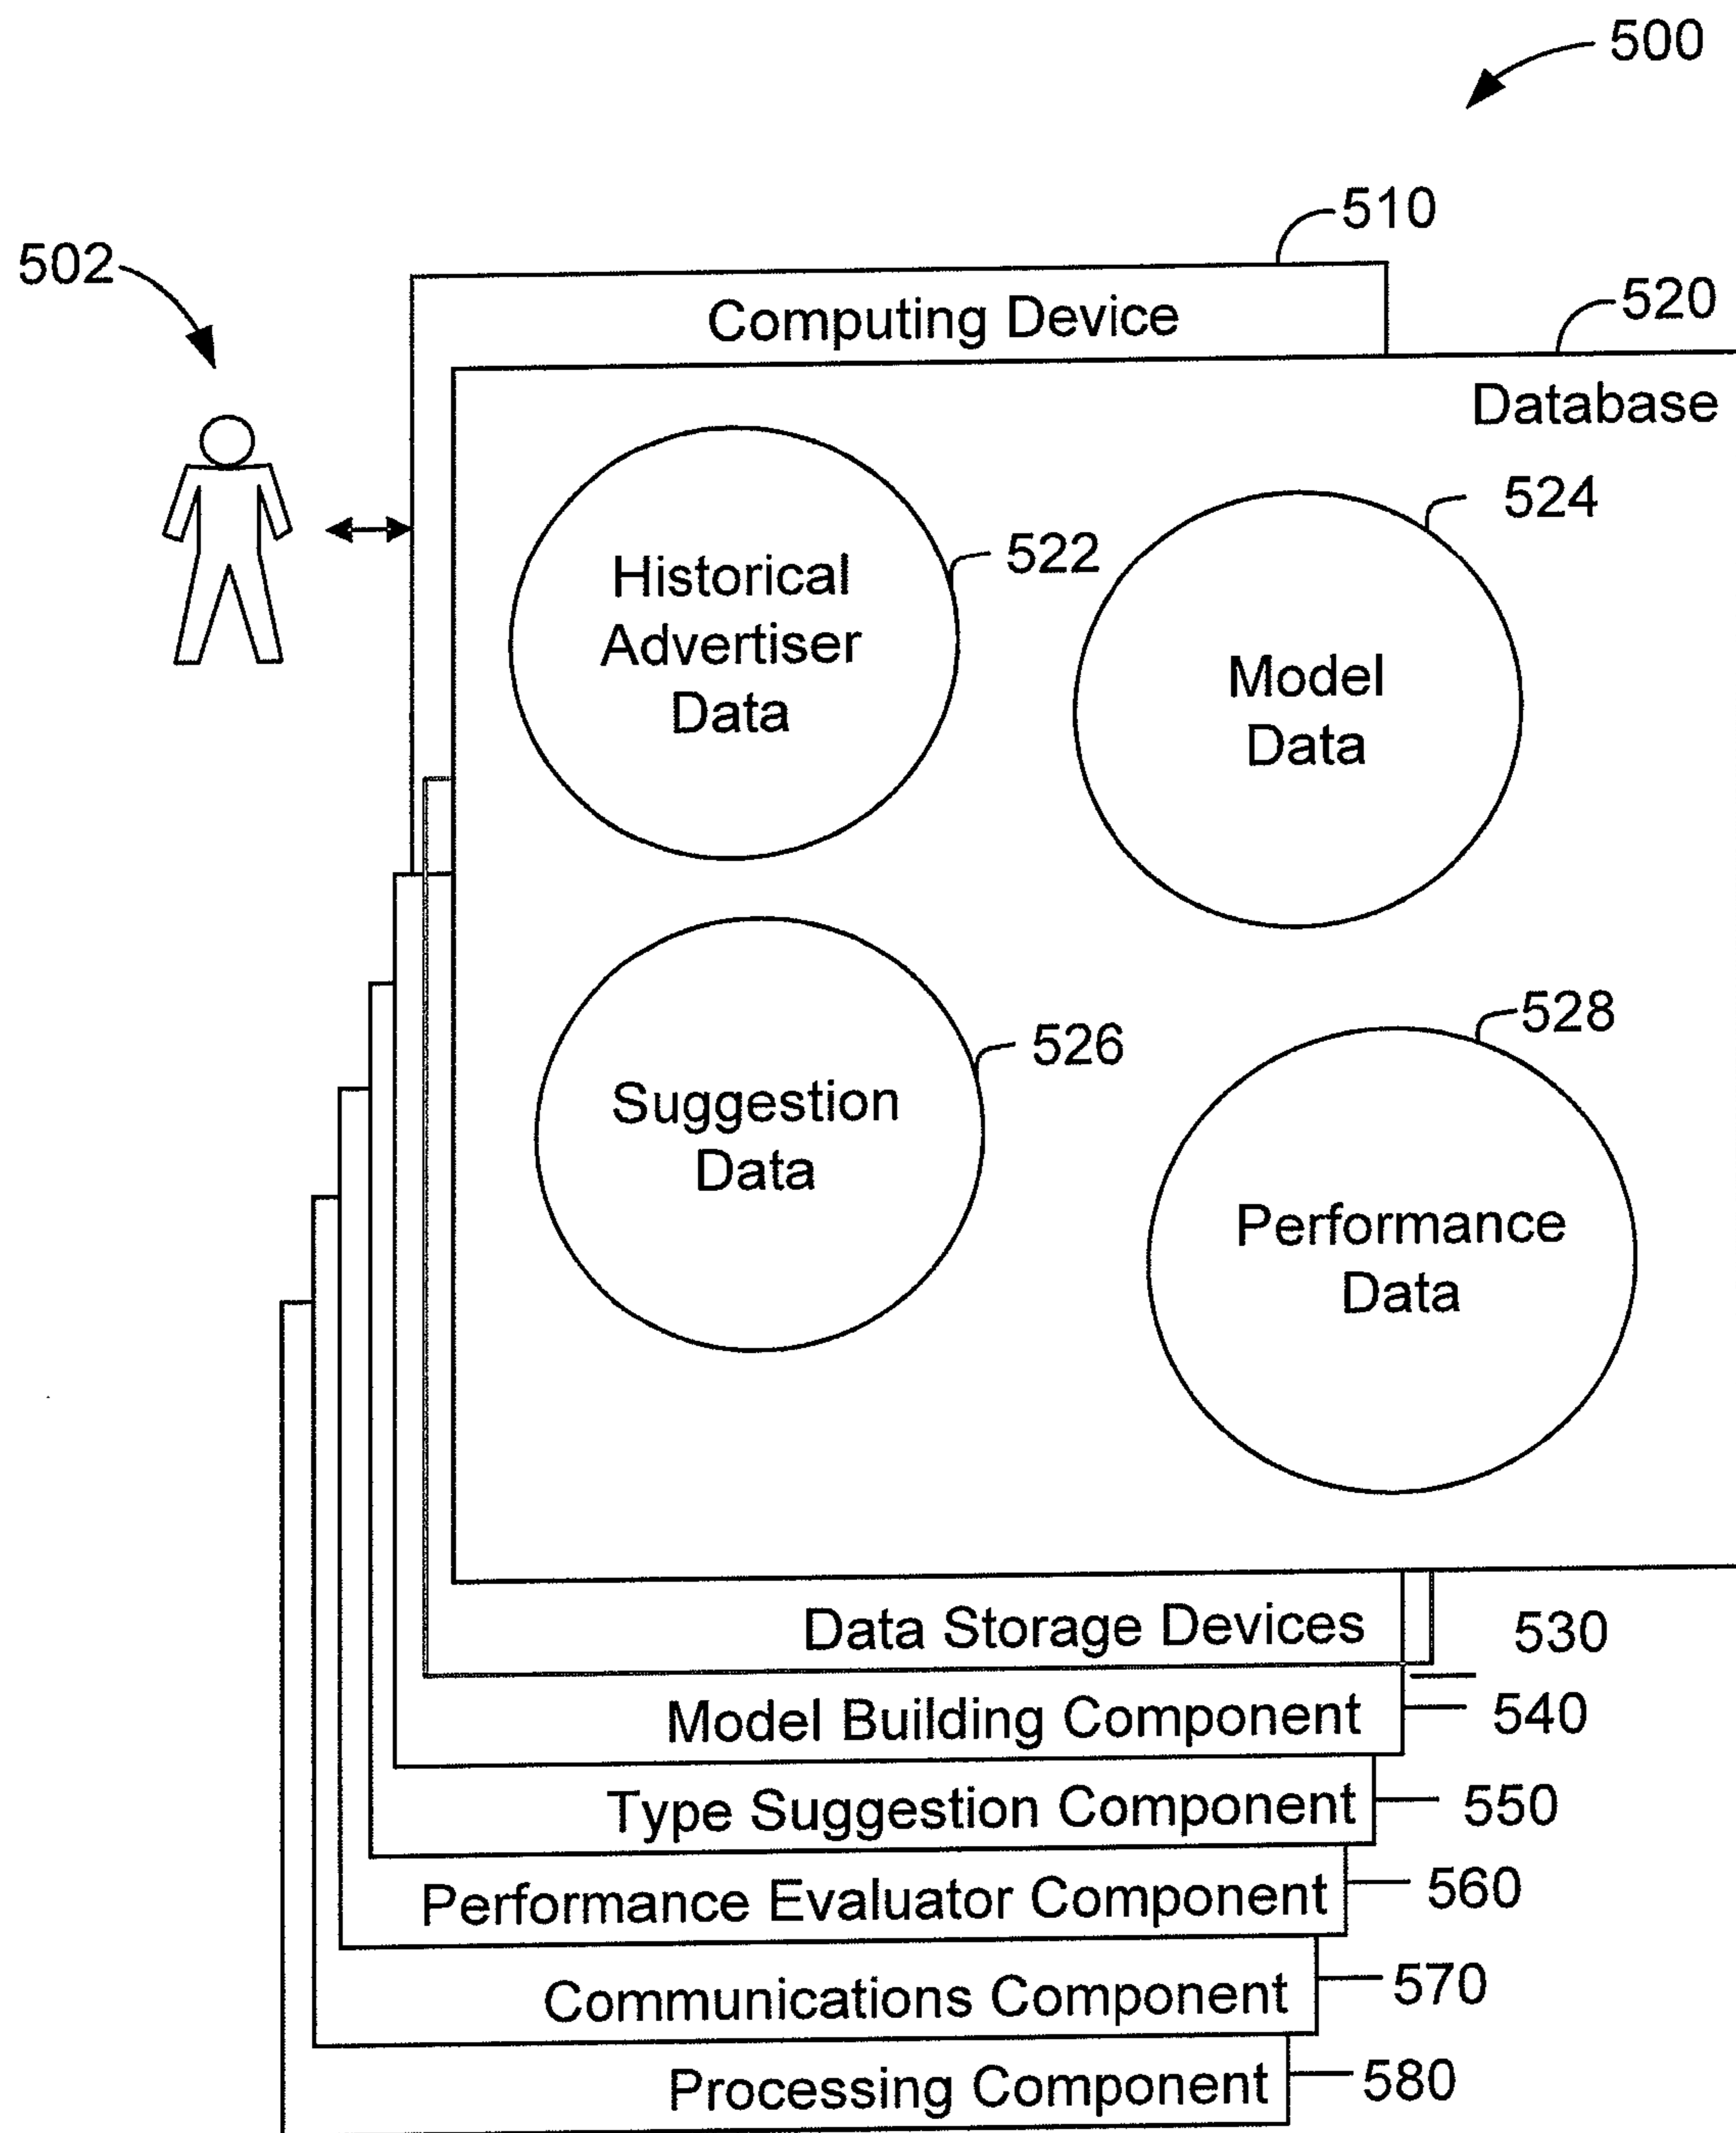 500
510
502
Computing Device
520
Database
524
522
Historical
Advertiser
Data
Model
Data
528
526
Suggestion
Data
Performance
Data
Data Storage Devices
530
Model Building Component
540
Type Suggestion Component
550
Performance Evaluator Component
560
Communications Component
570
Processing Component
580